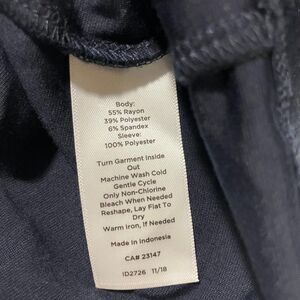 Body:
55% Rayon
39% Polyester
6% Spandex
Sleeve:
100% Polyester
Turn Garment Inside
Out
Machine Wash Cold
Gentle Cycle
Only Non-Chlorine
Bleach When Needed
Reshape, Lay Flat To
Dry
Warm Iron, If Needed
Made in Indonesia
CA# 23147
ID2726 11/18